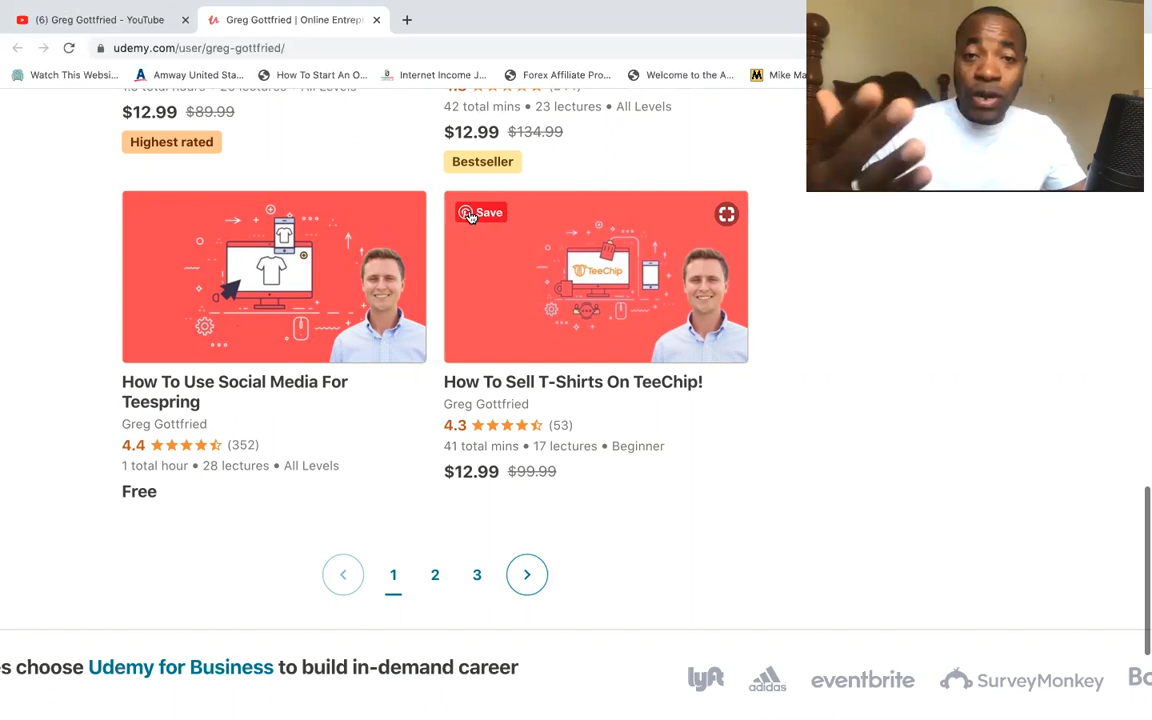 (6) Greg Gottfried - YouTube
Greg Gottfried | Online Entrep
udemy.com/user/greg-gottfried/
Watch This Websi...
Amway United Sta...
How To Start An O...
Internet Income J...
Forex Affiliate Pro...
Welcome to the A...
Mike Ma
$12.99 $89.99
Highest rated
42 total mins • 23 lectures • All Levels
$12.99 $134.99
Bestseller
Save
TeeChip
How To Use Social Media For
Teespring
Greg Gottfried
4.4 (352)
1 total hour • 28 lectures • All Levels
Free
How To Sell T-Shirts On TeeChip!
Greg Gottfried
4.3 (53)
41 total mins • 17 lectures • Beginner
$12.99 $99.99
1 2 3
s choose Udemy for Business to build in-demand career
lyft adidas eventbrite SurveyMonkey Bo